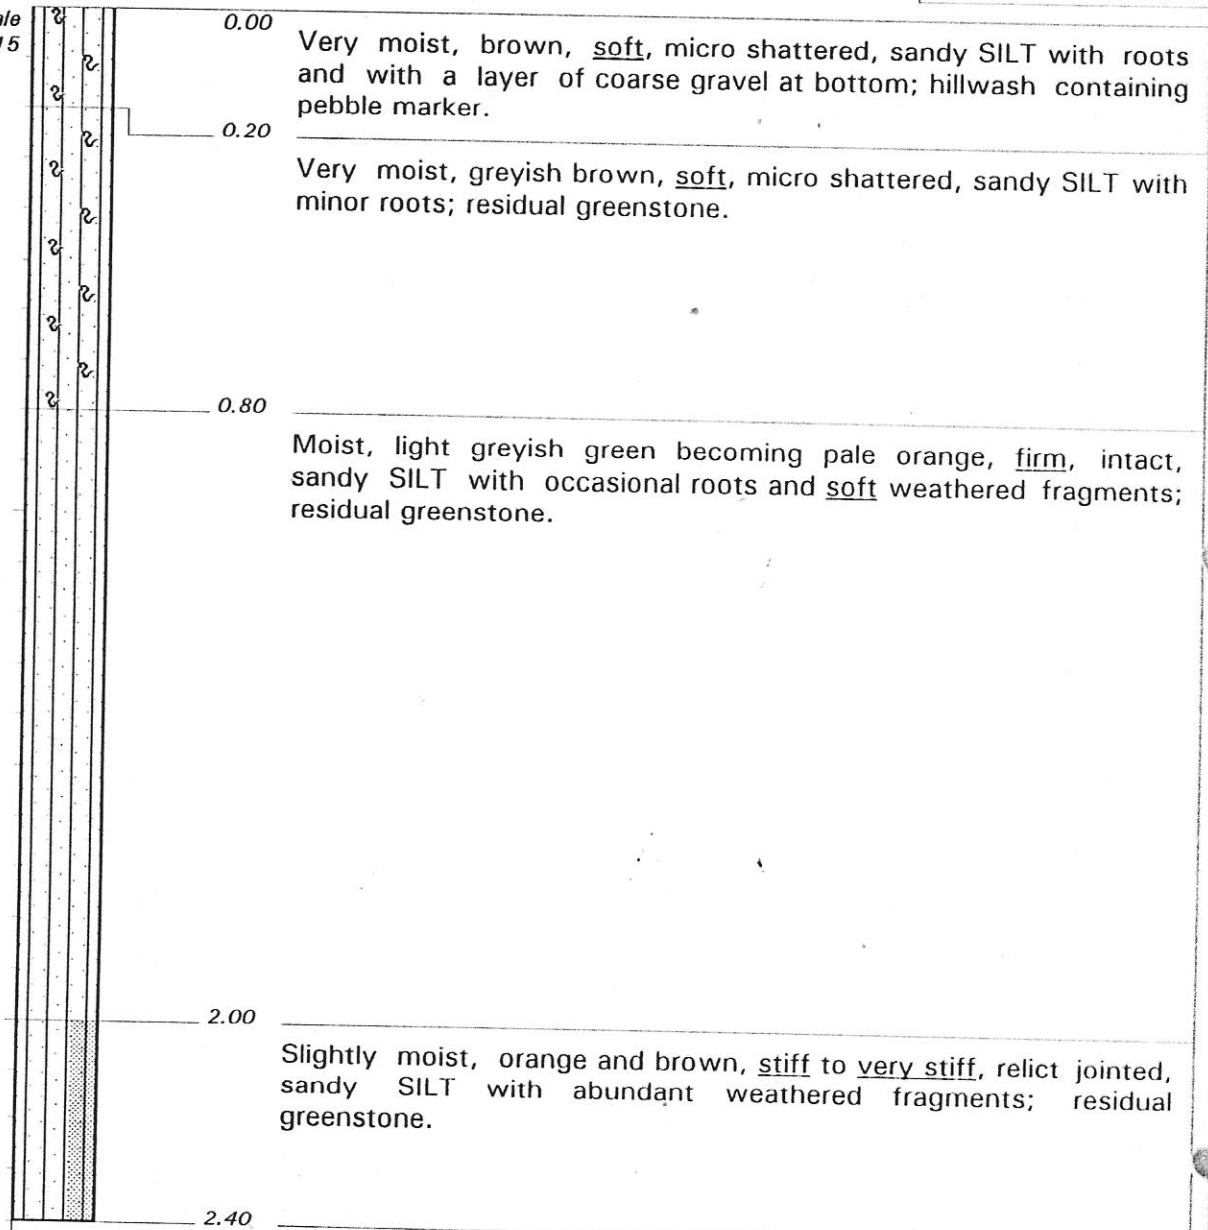 15
0.00
Very moist, brown, soft, micro shattered, sandy SILT with roots
and with a layer of coarse gravel at bottom; hillwash containing
pebble marker.
0.20
Very moist, greyish brown, soft, micro shattered, sandy SILT with
minor roots; residual greenstone.
0.80
Moist, light greyish green becoming pale orange, firm, intact,
sandy SILT with occasional roots and soft weathered fragments;
residual greenstone.
2.00
Slightly moist, orange and brown, stiff to very stiff, relict jointed,
sandy SILT with abundant weathered fragments; residual
greenstone.
2.40